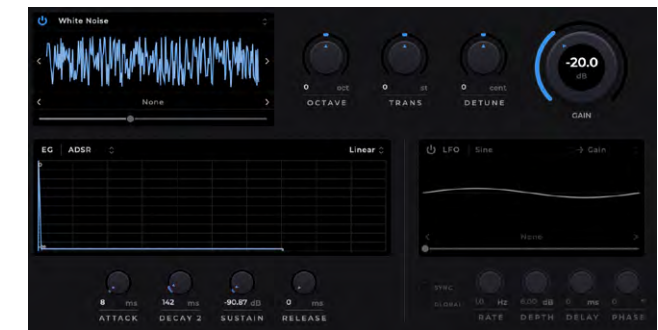 White Noise
None
0 oct
OCTAVE
0 st
TRANS
0 cent
DETUNE
-20.0
dB
GAIN
EG ADSR
Linear
8 ms
ATTACK
142 ms
DECAY 2
-90.87 dB
SUSTAIN
0 ms
RELEASE
LFO Sine
→ Gain
None
SYNC
GLOBAL
1.0 Hz
RATE
6.00 dB
DEPTH
0 ms
DELAY
0 °
PHASE